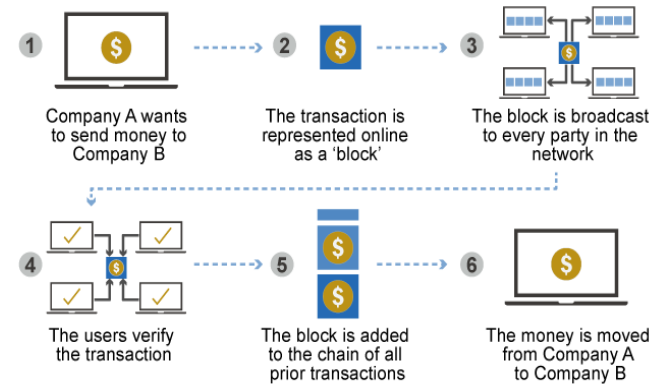 1
$
Company A wants
to send money to
Company B
2
$
The transaction is
represented online
as a ‘block’
3
$
The block is broadcast
to every party in the
network
4
$
The users verify
the transaction
5
$
$
The block is added
to the chain of all
prior transactions
6
$
The money is moved
from Company A
to Company B